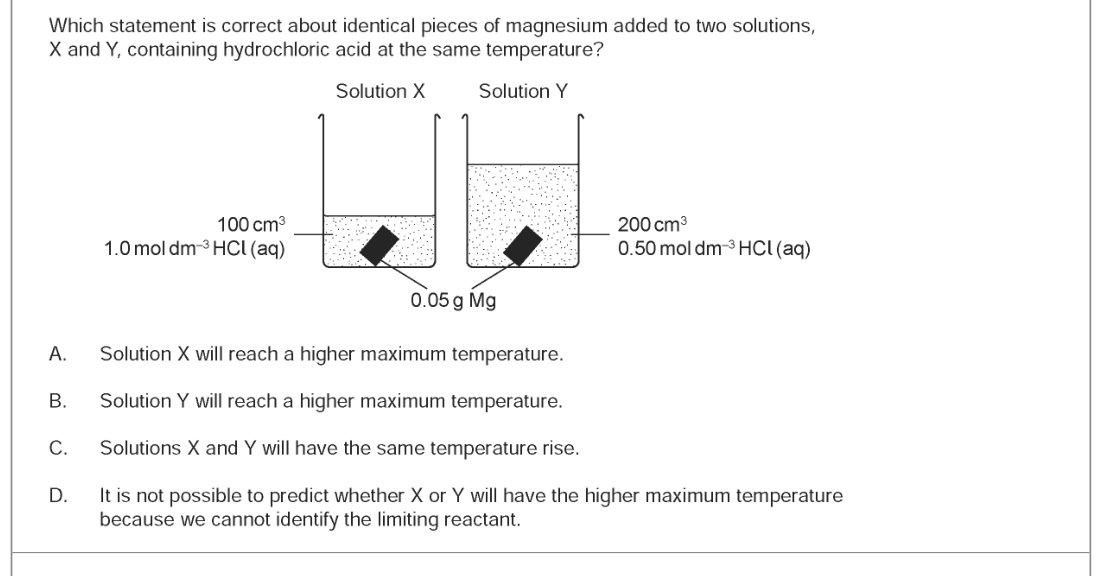 Which statement is correct about identical pieces of magnesium added to two solutions,
X and Y, containing hydrochloric acid at the same temperature?
Solution X
Solution Y
100 cm³
1.0 mol dm⁻³ HCl (aq)
200 cm³
0.50 mol dm⁻³ HCl (aq)
0.05 g Mg
A. Solution X will reach a higher maximum temperature.
B. Solution Y will reach a higher maximum temperature.
C. Solutions X and Y will have the same temperature rise.
D. It is not possible to predict whether X or Y will have the higher maximum temperature
because we cannot identify the limiting reactant.